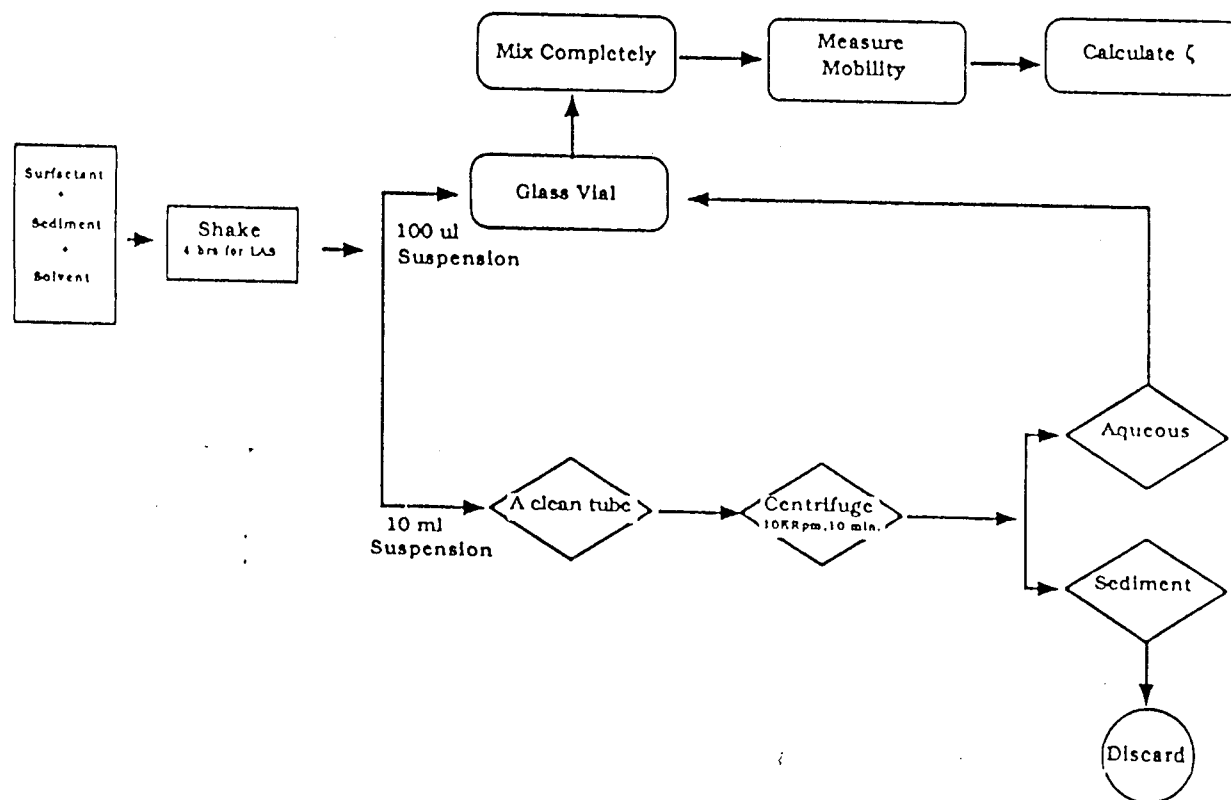 Mix Completely
Measure
Mobility
Calculate ζ
Surfactant
+
Sediment
+
Solvent
Shake
4 hrs for LAS
Glass Vial
100 ul
Suspension
10 ml
Suspension
A clean tube
Centrifuge
10KRpm, 10 min.
Aqueous
Sediment
Discard